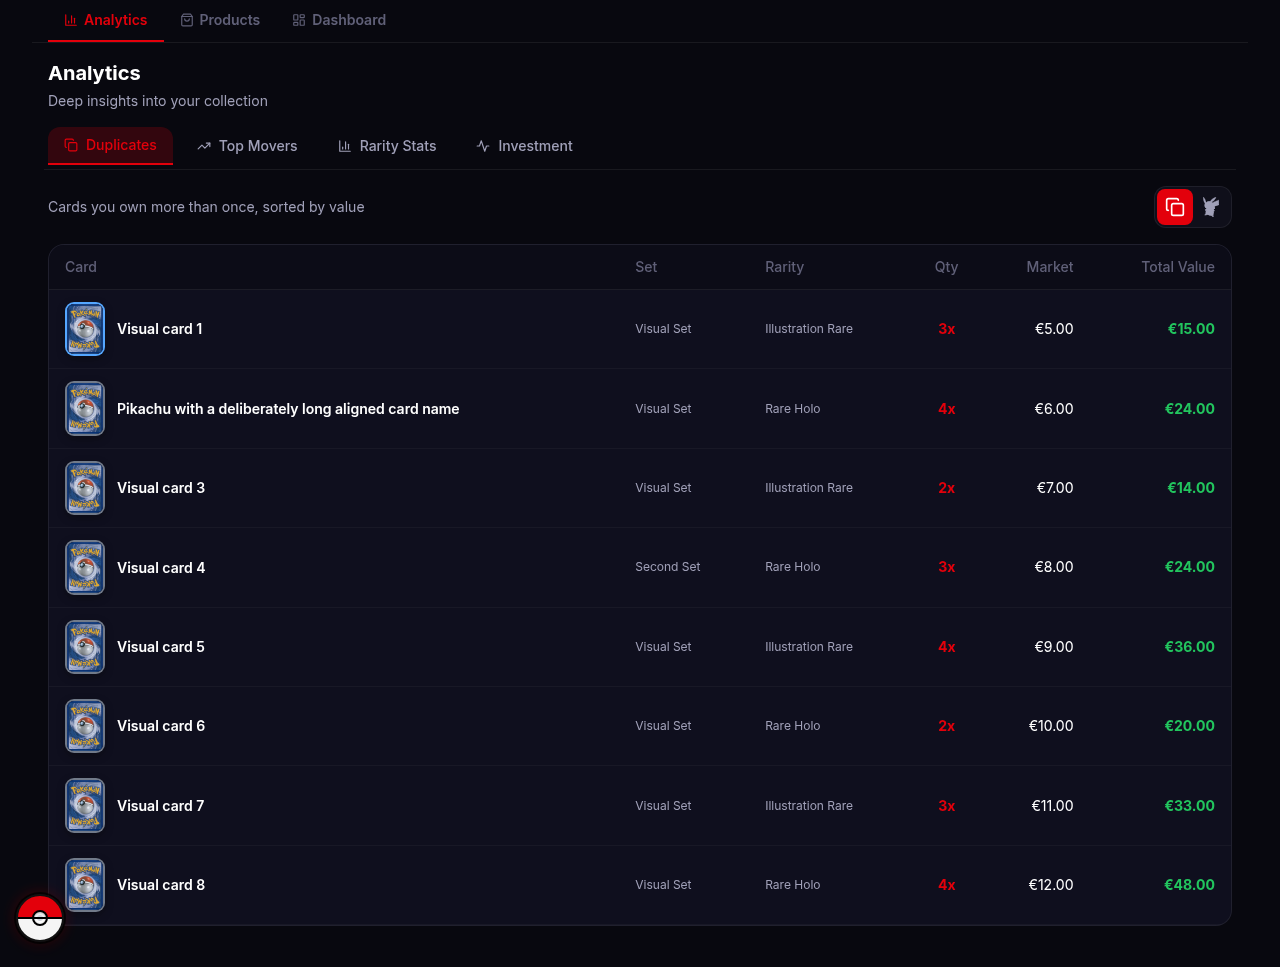 Analytics Products Dashboard
Analytics
Deep insights into your collection
Duplicates Top Movers Rarity Stats Investment
Cards you own more than once, sorted by value
Card Set Rarity Qty Market Total Value
Visual card 1 Visual Set Illustration Rare 3x €5.00 €15.00
Pikachu with a deliberately long aligned card name Visual Set Rare Holo 4x €6.00 €24.00
Visual card 3 Visual Set Illustration Rare 2x €7.00 €14.00
Visual card 4 Second Set Rare Holo 3x €8.00 €24.00
Visual card 5 Visual Set Illustration Rare 4x €9.00 €36.00
Visual card 6 Visual Set Rare Holo 2x €10.00 €20.00
Visual card 7 Visual Set Illustration Rare 3x €11.00 €33.00
Visual card 8 Visual Set Rare Holo 4x €12.00 €48.00